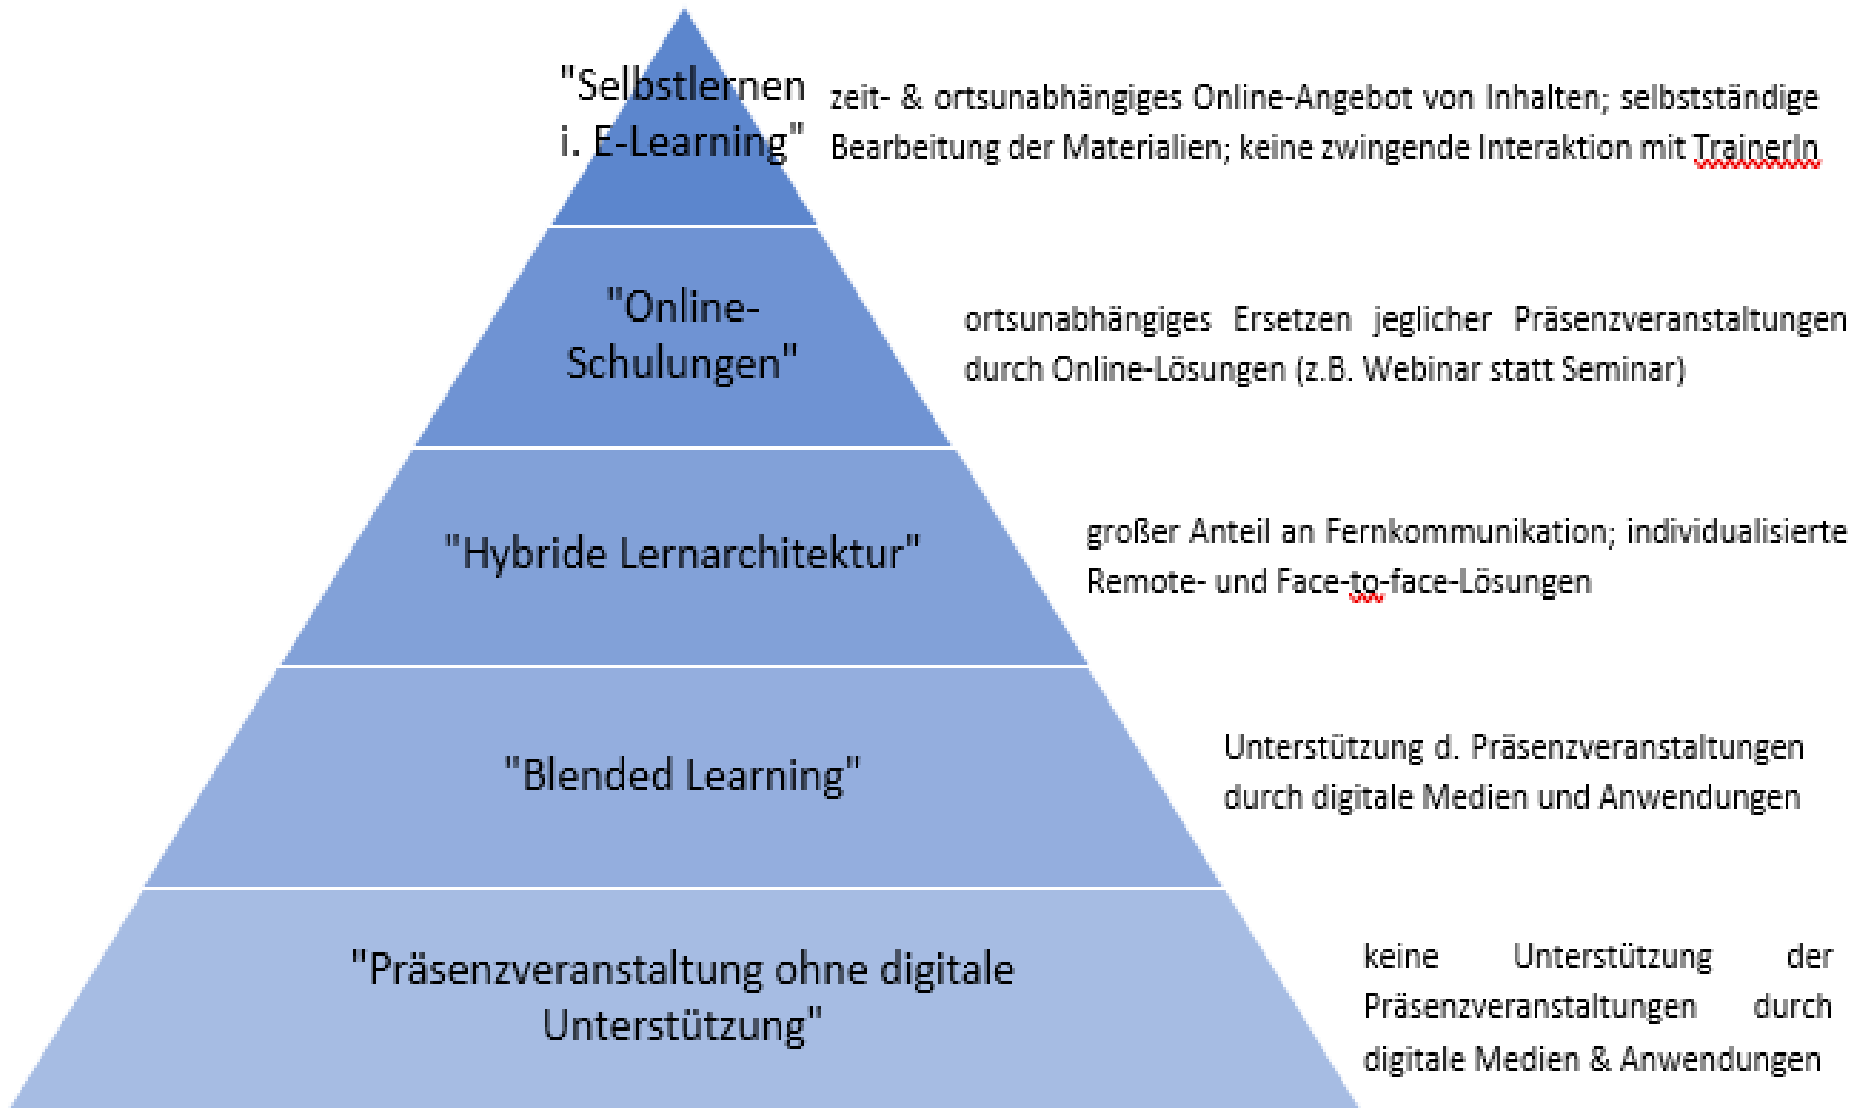 "Selbstlernen
i. E-Learning"
zeit- & ortsunabhängiges Online-Angebot von Inhalten; selbstständige
Bearbeitung der Materialien; keine zwingende Interaktion mit TrainerIn
"Online-
Schulungen"
ortsunabhängiges Ersetzen jeglicher Präsenzveranstaltungen
durch Online-Lösungen (z.B. Webinar statt Seminar)
"Hybride Lernarchitektur"
großer Anteil an Fernkommunikation; individualisierte
Remote- und Face-to-face-Lösungen
"Blended Learning"
Unterstützung d. Präsenzveranstaltungen
durch digitale Medien und Anwendungen
"Präsenzveranstaltung ohne digitale
Unterstützung"
keine Unterstützung der
Präsenzveranstaltungen durch
digitale Medien & Anwendungen